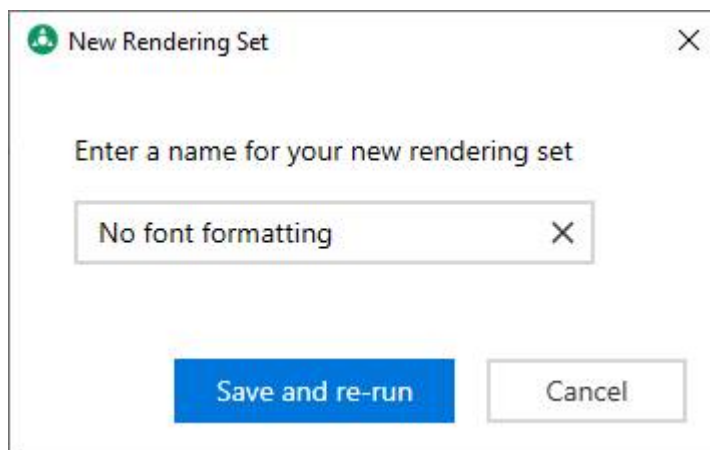 New Rendering Set
Enter a name for your new rendering set
No font formatting
Save and re-run
Cancel